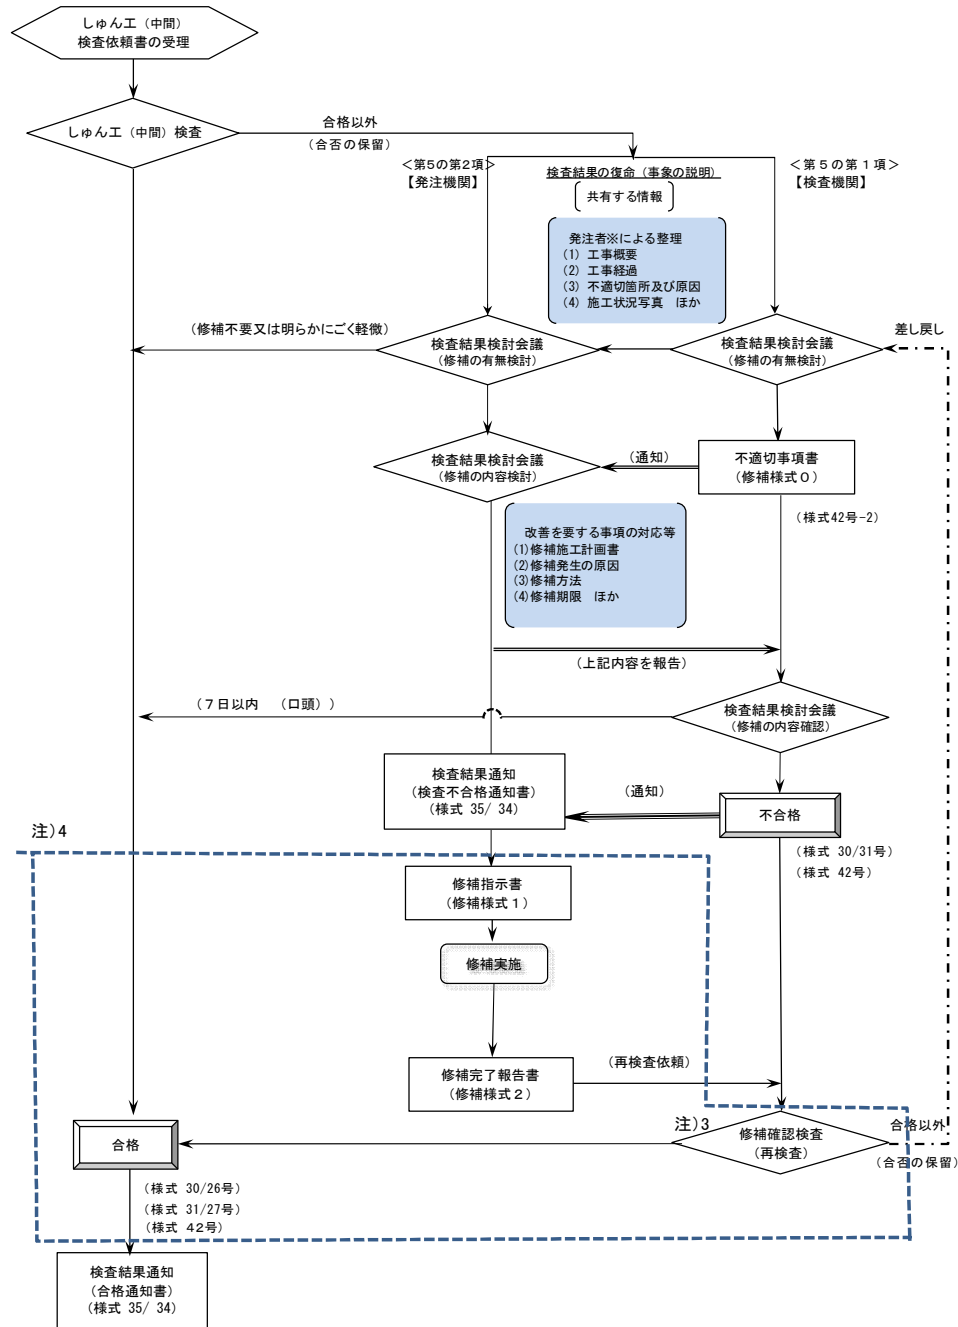 しゅん工（中間）
検査依頼書の受理
しゅん工（中間）検査
合格以外
（合否の保留）
＜第5の第2項＞
【発注機関】
検査結果の復命（事象の説明）
共有する情報
＜第５の第１項＞
【検査機関】
発注者※による整理
(1) 工事概要
(2) 工事経過
(3) 不適切箇所及び原因
(4) 施工状況写真　ほか
（修補不要又は明らかにごく軽微）
検査結果検討会議
（修補の有無検討）
検査結果検討会議
（修補の有無検討）
差し戻し
検査結果検討会議
（修補の内容検討）
（通知）
不適切事項書
（修補様式０）
（様式42号-2）
改善を要する事項の対応等
(1)修補施工計画書
(2)修補発生の原因
(3)修補方法
(4)修補期限　ほか
（上記内容を報告）
（７日以内　（口頭））
検査結果検討会議
（修補の内容確認）
検査結果通知
（検査不合格通知書）
（様式 35/ 34）
（通知）
不合格
（様式 30/31号）
（様式 42号）
注）4
修補指示書
（修補様式１）
修補実施
修補完了報告書
（修補様式２）
（再検査依頼）
注）3
修補確認検査
（再検査）
合格以外
（合否の保留）
合格
（様式 30/26号）
（様式 31/27号）
（様式 ４２号）
検査結果通知
（合格通知書）
（様式 35/ 34）